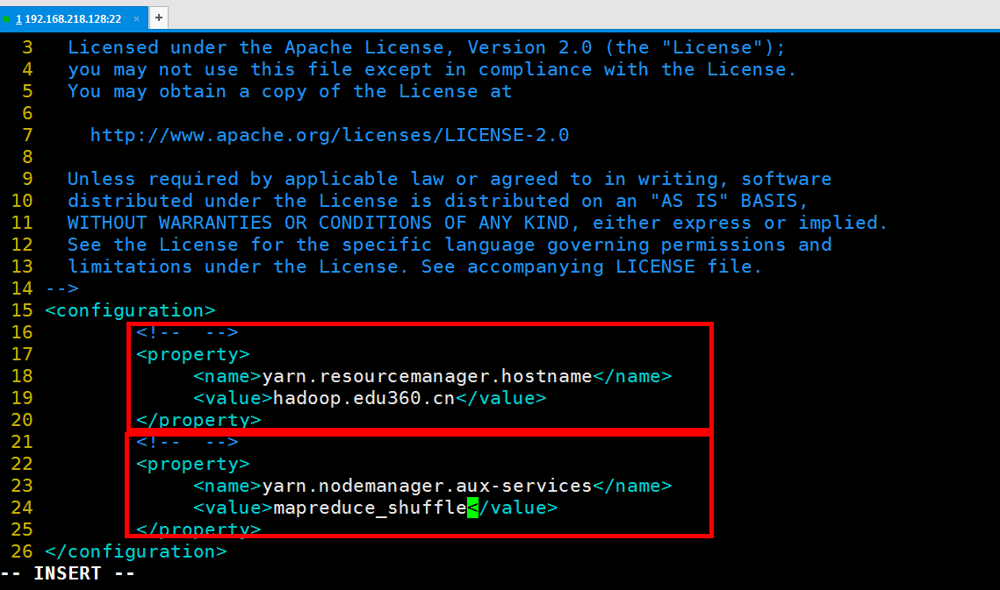 1 192.168.218.128:22 × +
3 Licensed under the Apache License, Version 2.0 (the "License");
4 you may not use this file except in compliance with the License.
5 You may obtain a copy of the License at
6
7 http://www.apache.org/licenses/LICENSE-2.0
8
9 Unless required by applicable law or agreed to in writing, software
10 distributed under the License is distributed on an "AS IS" BASIS,
11 WITHOUT WARRANTIES OR CONDITIONS OF ANY KIND, either express or implied.
12 See the License for the specific language governing permissions and
13 limitations under the License. See accompanying LICENSE file.
14 -->
15 <configuration>
16 <!--  -->
17 <property>
18 <name>yarn.resourcemanager.hostname</name>
19 <value>hadoop.edu360.cn</value>
20 </property>
21 <!--  -->
22 <property>
23 <name>yarn.nodemanager.aux-services</name>
24 <value>mapreduce_shuffle</value>
25 </property>
26 </configuration>
-- INSERT --